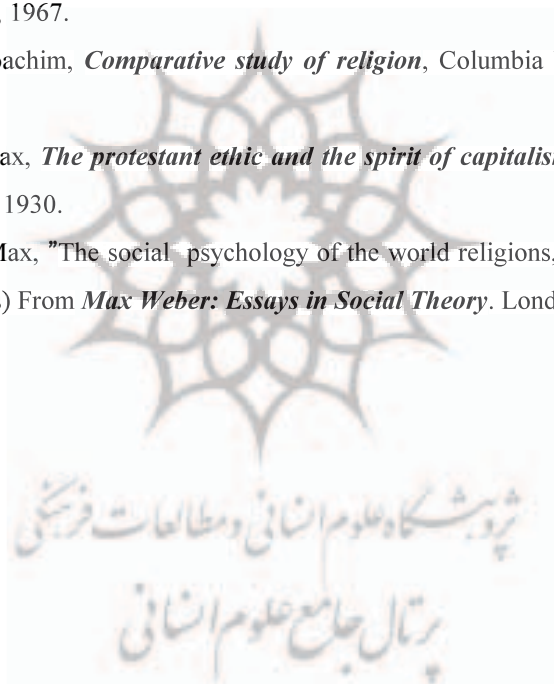 , 1967.
oachim, Comparative study of religion, Columbia
ax, The protestant ethic and the spirit of capitalis
1930.
Max, "The social psychology of the world religions,
) From Max Weber: Essays in Social Theory. Lond
پژوهشگاه علوم انسانی و مطالعات فرهنگی
پرتال جامع علوم انسانی